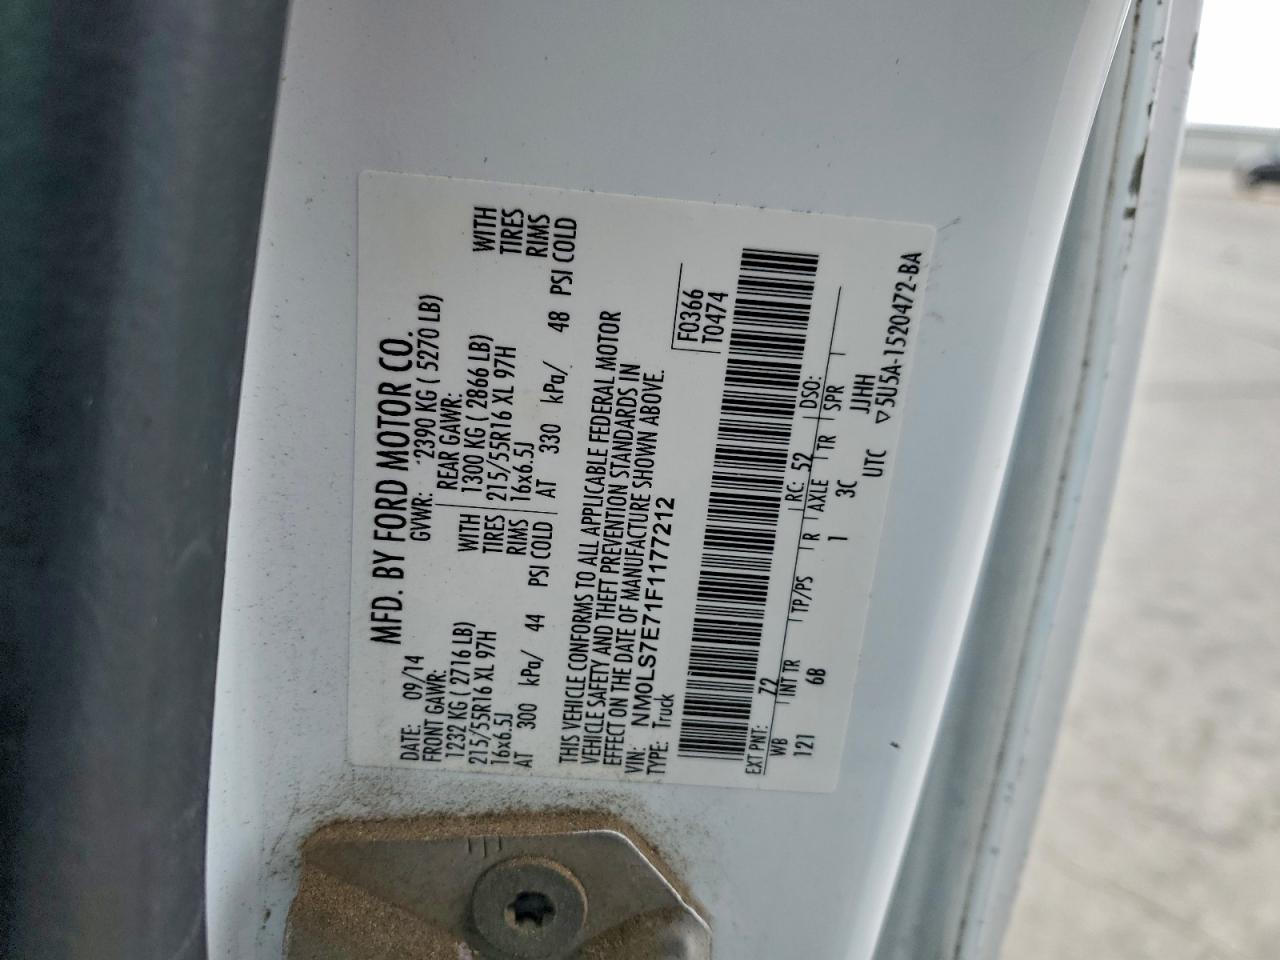 MFD. BY FORD MOTOR CO.
DATE: 09/14 GVWR: 2390 KG ( 5270 LB)
FRONT GAWR: REAR GAWR:
1232 KG ( 2716 LB) WITH 1300 KG ( 2866 LB) WITH
215/55R16 XL 97H TIRES 215/55R16 XL 97H TIRES
16x6.5J RIMS 16x6.5J RIMS
AT 300 kPa/ 44 PSI COLD AT 330 kPa/ 48 PSI COLD
THIS VEHICLE CONFORMS TO ALL APPLICABLE FEDERAL MOTOR
VEHICLE SAFETY AND THEFT PREVENTION STANDARDS IN
EFFECT ON THE DATE OF MANUFACTURE SHOWN ABOVE.
VIN: NM0LS7E71F1177212 F0366
TYPE: Truck T0474
EXT PNT: Z2 RC: 52 DSO:
WB INT TR TP/PS R AXLE TR SPR
121 6B 1 3C JJHH
UTC ▽5U5A-1520472-BA